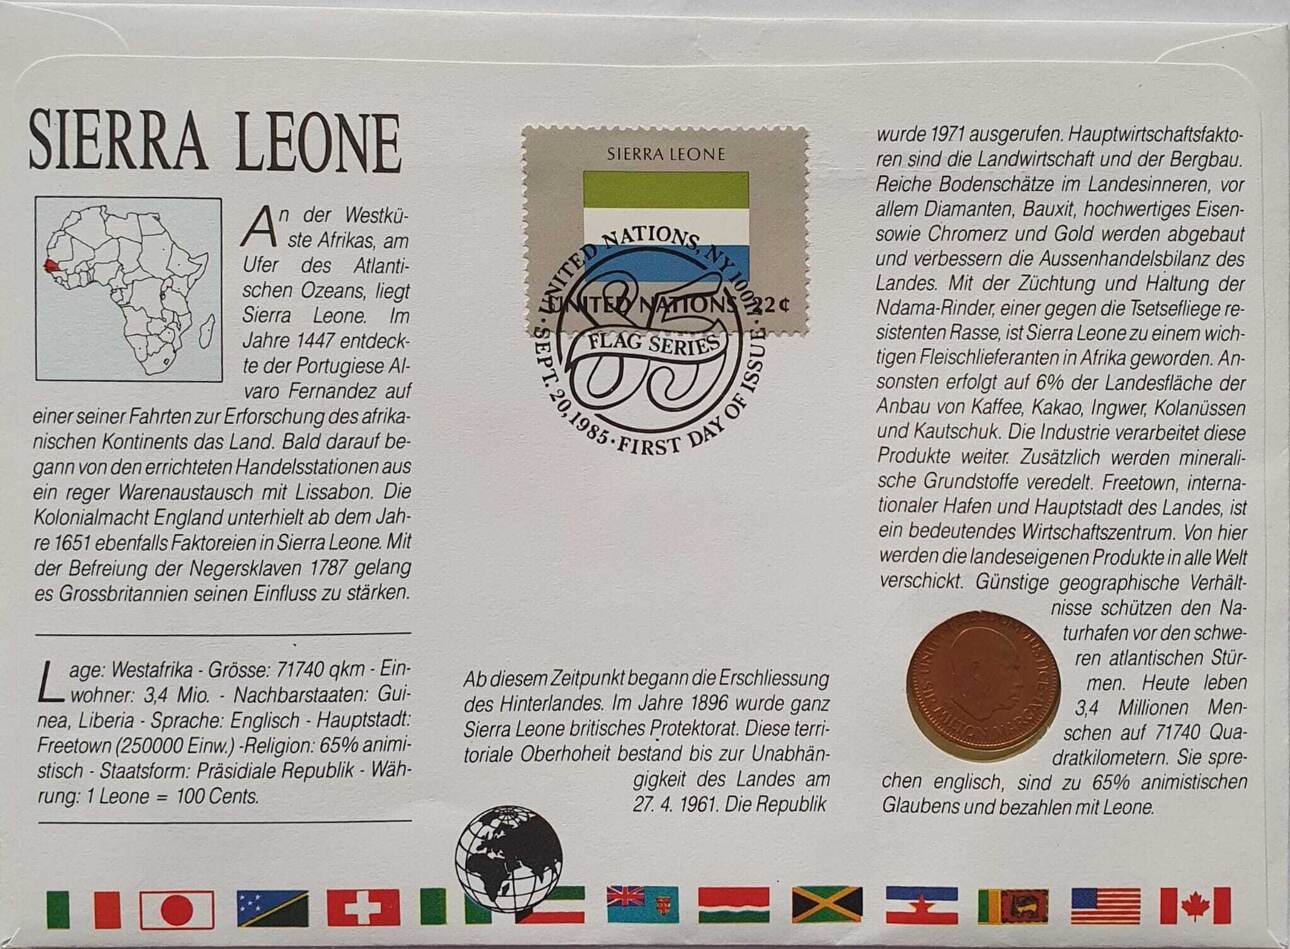 SIERRA LEONE
An der Westkü-
ste Afrikas, am
Ufer des Atlanti-
schen Ozeans, liegt
Sierra Leone. Im
Jahre 1447 entdeck-
te der Portugiese Al-
varo Fernandez auf
einer seiner Fahrten zur Erforschung des afrika-
nischen Kontinents das Land. Bald darauf be-
gann von den errichteten Handelsstationen aus
ein reger Warenaustausch mit Lissabon. Die
Kolonialmacht England unterhielt ab dem Jah-
re 1651 ebenfalls Faktoreien in Sierra Leone. Mit
der Befreiung der Negersklaven 1787 gelang
es Grossbritannien seinen Einfluss zu stärken.
Lage: Westafrika - Grösse: 71740 qkm - Ein-
wohner: 3,4 Mio. - Nachbarstaaten: Gui-
nea, Liberia - Sprache: Englisch - Hauptstadt:
Freetown (250000 Einw.) -Religion: 65% animi-
stisch - Staatsform: Präsidiale Republik - Wäh-
rung: 1 Leone = 100 Cents.
SIERRA LEONE
UNITED NATIONS 22¢
UNITED NATIONS, NY 10017
FLAG SERIES
85
SEPT. 20, 1985 · FIRST DAY OF ISSUE
Ab diesem Zeitpunkt begann die Erschliessung
des Hinterlandes. Im Jahre 1896 wurde ganz
Sierra Leone britisches Protektorat. Diese terri-
toriale Oberhoheit bestand bis zur Unabhän-
gigkeit des Landes am
27. 4. 1961. Die Republik
wurde 1971 ausgerufen. Hauptwirtschaftsfakto-
ren sind die Landwirtschaft und der Bergbau.
Reiche Bodenschätze im Landesinneren, vor
allem Diamanten, Bauxit, hochwertiges Eisen-
sowie Chromerz und Gold werden abgebaut
und verbessern die Aussenhandelsbilanz des
Landes. Mit der Züchtung und Haltung der
Ndama-Rinder, einer gegen die Tsetsefliege re-
sistenten Rasse, ist Sierra Leone zu einem wich-
tigen Fleischlieferanten in Afrika geworden. An-
sonsten erfolgt auf 6% der Landesfläche der
Anbau von Kaffee, Kakao, Ingwer, Kolanüssen
und Kautschuk. Die Industrie verarbeitet diese
Produkte weiter. Zusätzlich werden minerali-
sche Grundstoffe veredelt. Freetown, interna-
tionaler Hafen und Hauptstadt des Landes, ist
ein bedeutendes Wirtschaftszentrum. Von hier
werden die landeseigenen Produkte in alle Welt
verschickt. Günstige geographische Verhält-
nisse schützen den Na-
turhafen vor den schwe-
ren atlantischen Stür-
men. Heute leben
3,4 Millionen Men-
schen auf 71740 Qua-
dratkilometern. Sie spre-
chen englisch, sind zu 65% animistischen
Glaubens und bezahlen mit Leone.
UNITY FREEDOM JUSTICE
SIR MILTON MARGAI